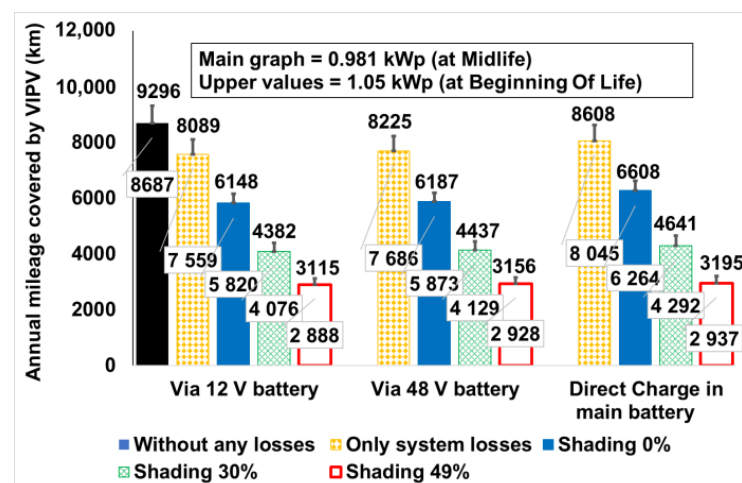 Annual mileage covered by VIPV (km)
12,000
10,000
8000
6000
4000
2000
0
Main graph = 0.981 kWp (at Midlife)
Upper values = 1.05 kWp (at Beginning Of Life)
9296
8089
6148
4382
3115
8687
7 559
5 820
4 076
2 888
8225
6187
4437
3156
7 686
5 873
4 129
2 928
8608
6608
4641
3195
8 045
6 264
4 292
2 937
Via 12 V battery
Via 48 V battery
Direct Charge in
main battery
Without any losses
Only system losses
Shading 0%
Shading 30%
Shading 49%